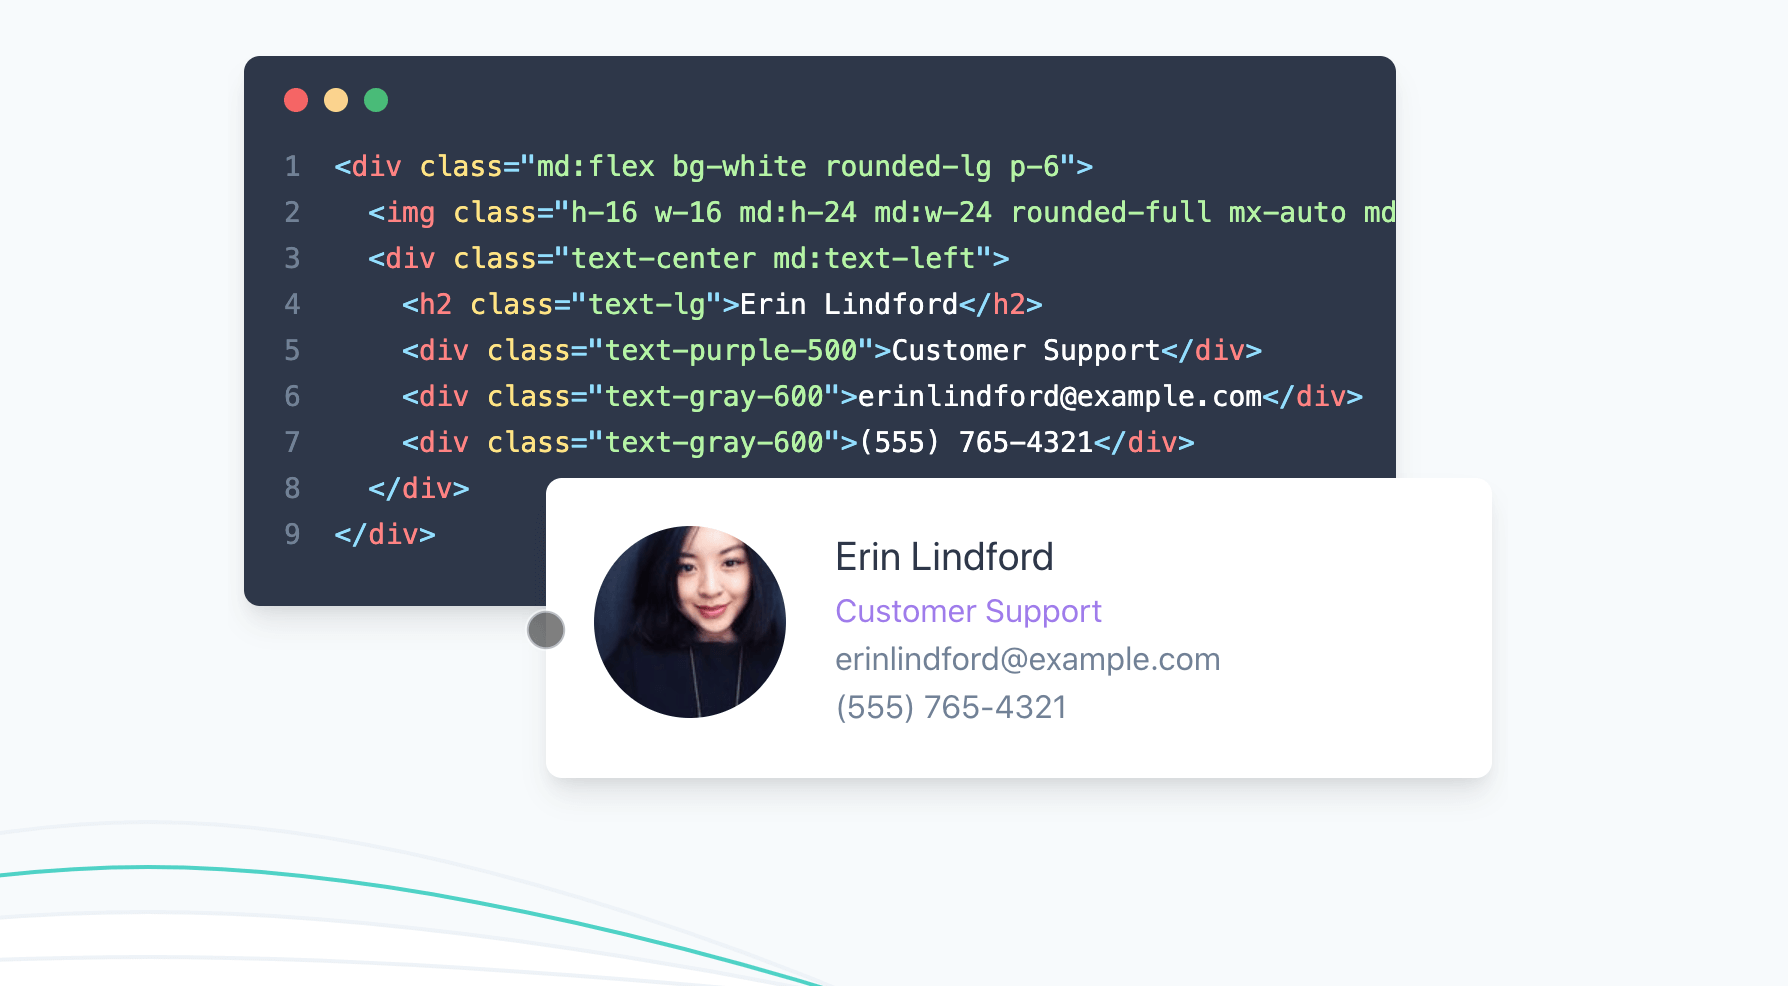 1 <div class="md:flex bg-white rounded-lg p-6">
2 <img class="h-16 w-16 md:h-24 md:w-24 rounded-full mx-auto md
3 <div class="text-center md:text-left">
4 <h2 class="text-lg">Erin Lindford</h2>
5 <div class="text-purple-500">Customer Support</div>
6 <div class="text-gray-600">erinlindford@example.com</div>
7 <div class="text-gray-600">(555) 765-4321</div>
8 </div>
9 </div>
Erin Lindford
Customer Support
erinlindford@example.com
(555) 765-4321